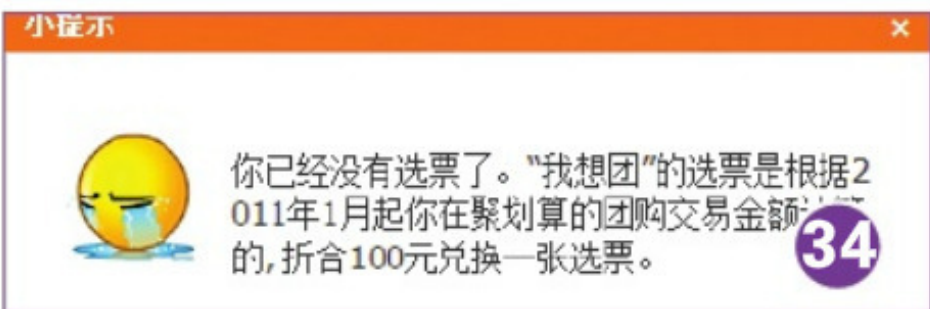 小提示
你已经没有选票了。“我想团”的选票是根据2
011年1月起你在聚划算的团购交易金额计算
的,折合100元兑换一张选票。
34